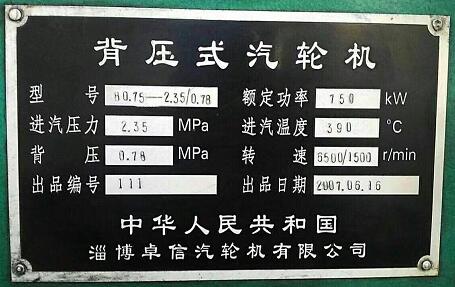 背压式汽轮机
型 号 B0.75—2.35/0.78 额定功率 750 kW
进汽压力 2.35 MPa 进汽温度 390 °C
背 压 0.78 MPa 转 速 6500/1500 r/min
出品编号 111 出品日期 2007.06.16
中华人民共和国
淄博卓信汽轮机有限公司